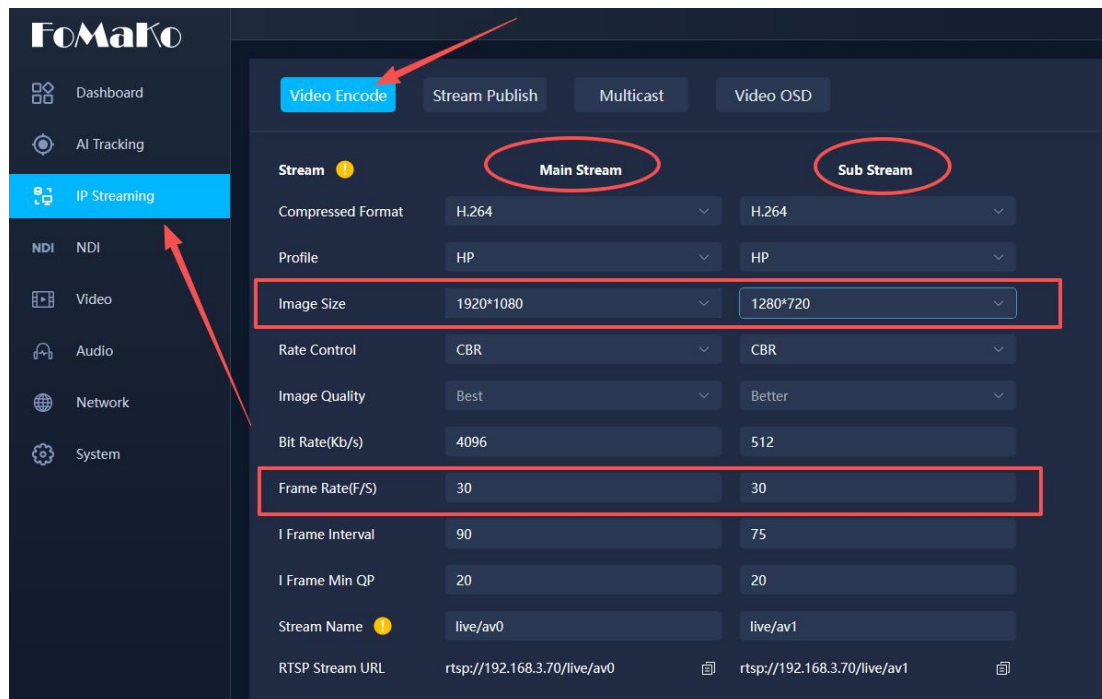 FoMaKo
Dashboard
AI Tracking
IP Streaming
NDI NDI
Video
Audio
Network
System
Video Encode Stream Publish Multicast Video OSD
Stream ! Main Stream Sub Stream
Compressed Format H.264 H.264
Profile HP HP
Image Size 1920*1080 1280*720
Rate Control CBR CBR
Image Quality Best Better
Bit Rate(Kb/s) 4096 512
Frame Rate(F/S) 30 30
I Frame Interval 90 75
I Frame Min QP 20 20
Stream Name ! live/av0 live/av1
RTSP Stream URL rtsp://192.168.3.70/live/av0 rtsp://192.168.3.70/live/av1